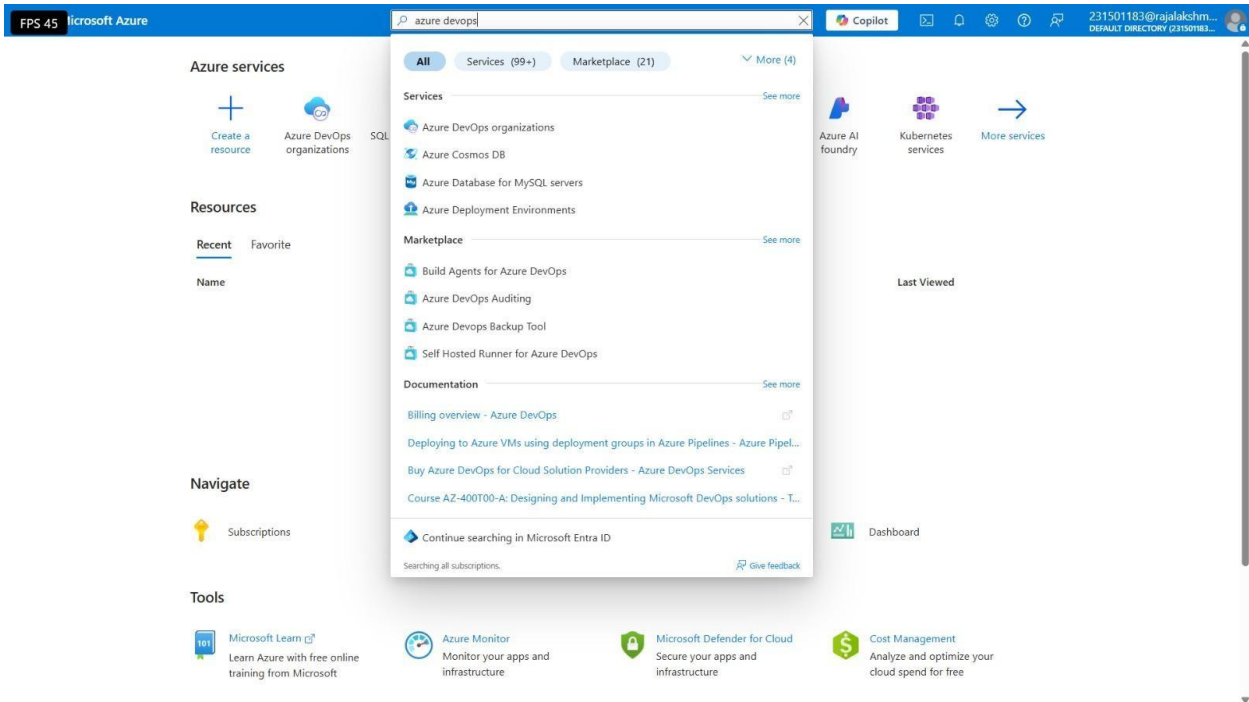 FPS 45
icrosoft Azure
azure devops
Copilot
231501183@rajalakshm...
DEFAULT DIRECTORY (231501183...
Azure services
Create a
resource
Azure DevOps
organizations
SQL
All
Services (99+)
Marketplace (21)
More (4)
Services
See more
Azure DevOps organizations
Azure Cosmos DB
Azure Database for MySQL servers
Azure Deployment Environments
Marketplace
See more
Build Agents for Azure DevOps
Azure DevOps Auditing
Azure Devops Backup Tool
Self Hosted Runner for Azure DevOps
Documentation
See more
Billing overview - Azure DevOps
Deploying to Azure VMs using deployment groups in Azure Pipelines - Azure Pipel...
Buy Azure DevOps for Cloud Solution Providers - Azure DevOps Services
Course AZ-400T00-A: Designing and Implementing Microsoft DevOps solutions - T...
Continue searching in Microsoft Entra ID
Searching all subscriptions.
Give feedback
Azure AI
foundry
Kubernetes
services
More services
Resources
Recent
Favorite
Name
Last Viewed
Navigate
Subscriptions
Dashboard
Tools
101
Microsoft Learn
Learn Azure with free online
training from Microsoft
Azure Monitor
Monitor your apps and
infrastructure
Microsoft Defender for Cloud
Secure your apps and
infrastructure
Cost Management
Analyze and optimize your
cloud spend for free